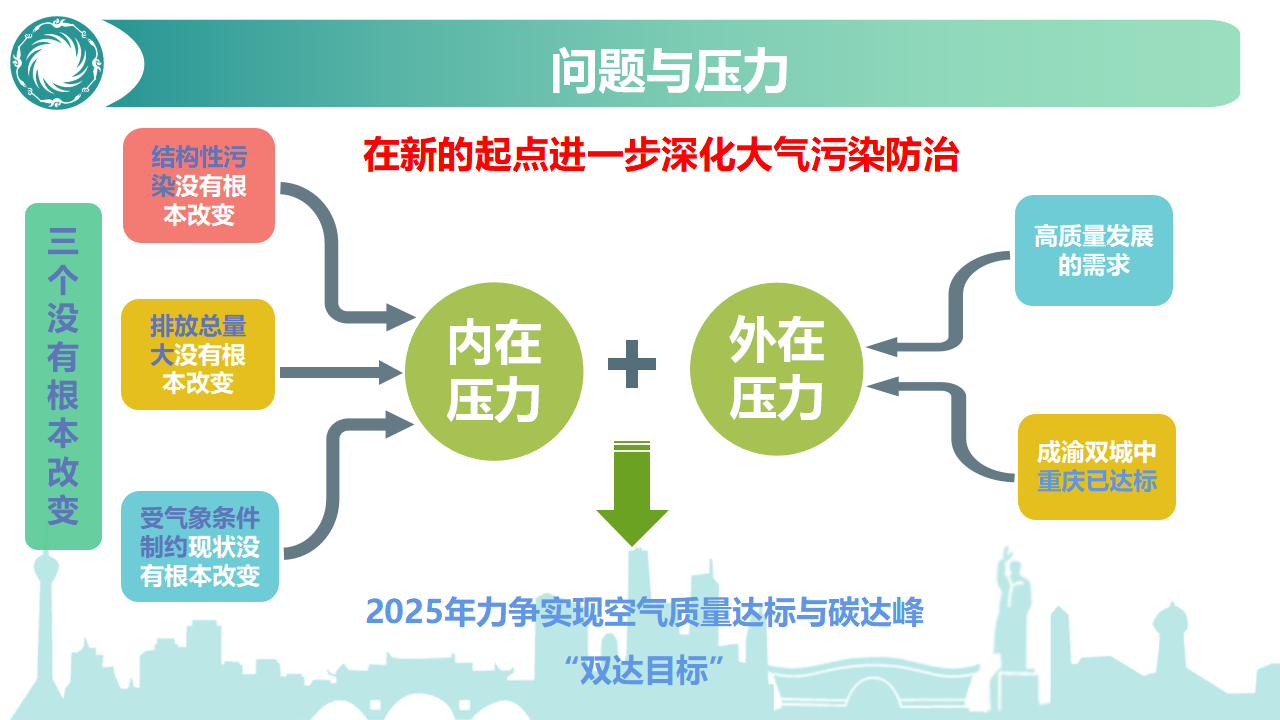 问题与压力
在新的起点进一步深化大气污染防治
三
个
没
有
根
本
改
变
结构性污
染没有根
本改变
排放总量
大没有根
本改变
受气象条件
制约现状没
有根本改变
内在
压力
+
外在
压力
高质量发展
的需求
成渝双城中
重庆已达标
2025年力争实现空气质量达标与碳达峰
“双达目标”